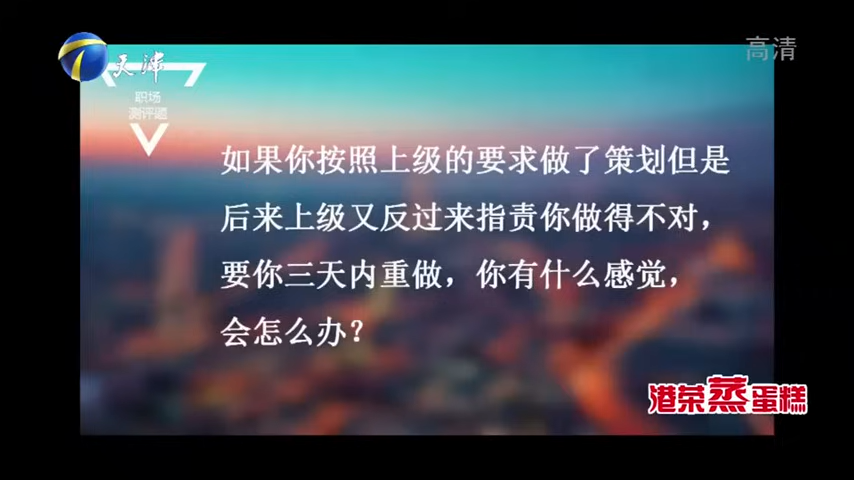 天津
高清
职场
测评题
如果你按照上级的要求做了策划但是
后来上级又反过来指责你做得不对，
要你三天内重做，你有什么感觉，
会怎么办？
港荣蒸蛋糕